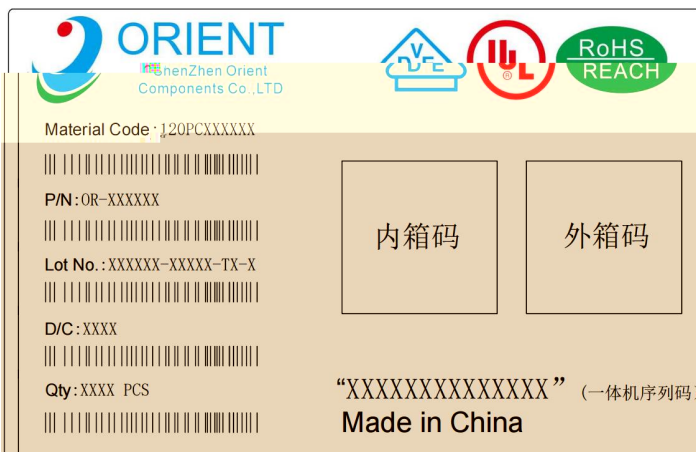 ORIENT
ShenZhen Orient
Components Co.,LTD
VDE
UL
®
RoHS
REACH
Material Code:120PCXXXXXX
P/N:OR-XXXXXX
内箱码
外箱码
Lot No.:XXXXXX-XXXXX-TX-X
D/C:XXXX
Qty:XXXX PCS
“XXXXXXXXXXXXXX” (一体机序列码)
Made in China